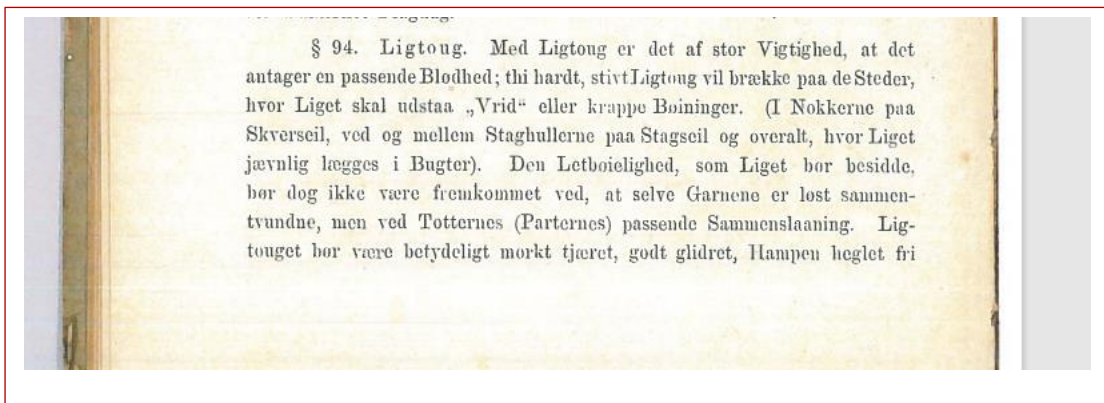 § 94. Ligtoug. Med Ligtoug er det af stor Vigtighed, at det
antager en passende Blødhed; thi hardt, stivt Ligtoug vil brække paa de Steder,
hvor Liget skal udstaa „Vrid“ eller krappe Bøininger. (I Nokkerne paa
Skverseil, ved og mellem Staghullerne paa Stagseil og overalt, hvor Liget
jævnlig lægges i Bugter). Den Letbøielighed, som Liget bør besidde,
bør dog ikke være fremkommet ved, at selve Garnene er løst sammen-
tvundne, men ved Totternes (Parternes) passende Sammenslaaning. Lig-
touget bør være betydeligt mørkt tjæret, godt glidret, Hampen heglet fri